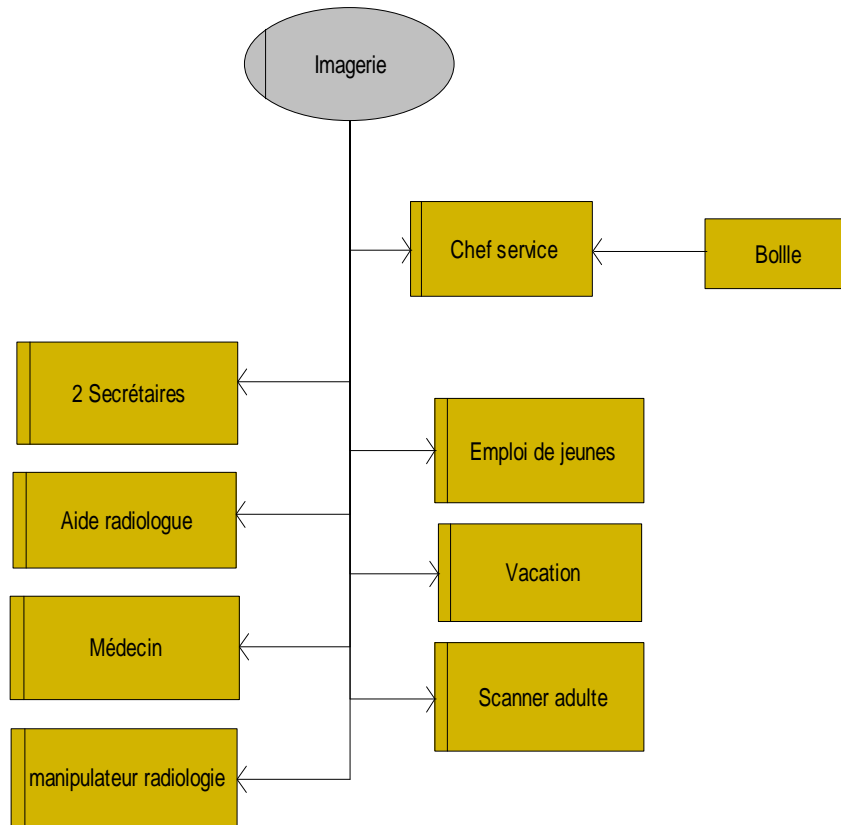 Imagerie
Chef service
Bollle
2 Secrétaires
Emploi de jeunes
Aide radiologue
Vacation
Médecin
Scanner adulte
manipulateur radiologie